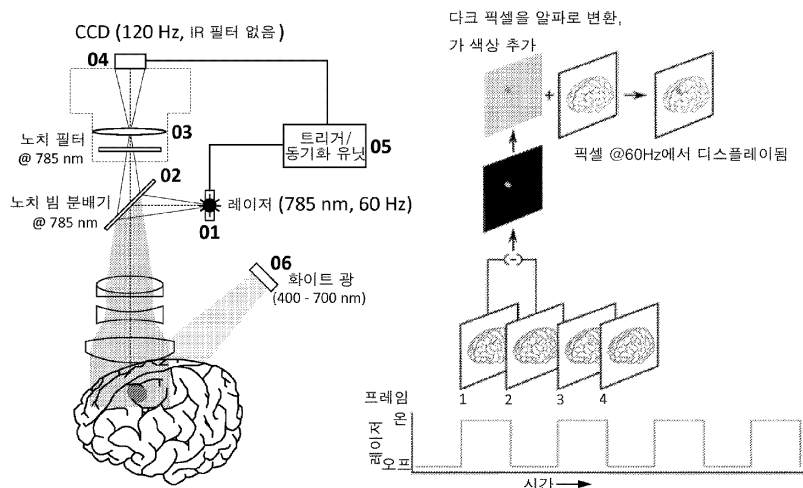 CCD (120 Hz, IR 필터 없음)
04
노치 필터
@ 785 nm
03
트리거/
동기화 유닛
05
02
노치 빔 분배기
@ 785 nm
레이저 (785 nm, 60 Hz)
01
06
화이트 광
(400 - 700 nm)
다크 픽셀을 알파로 변환,
가 색상 추가
+
픽셀 @60Hz에서 디스플레이됨
-
프레임 1 2 3 4
온
레이저
오프
시간